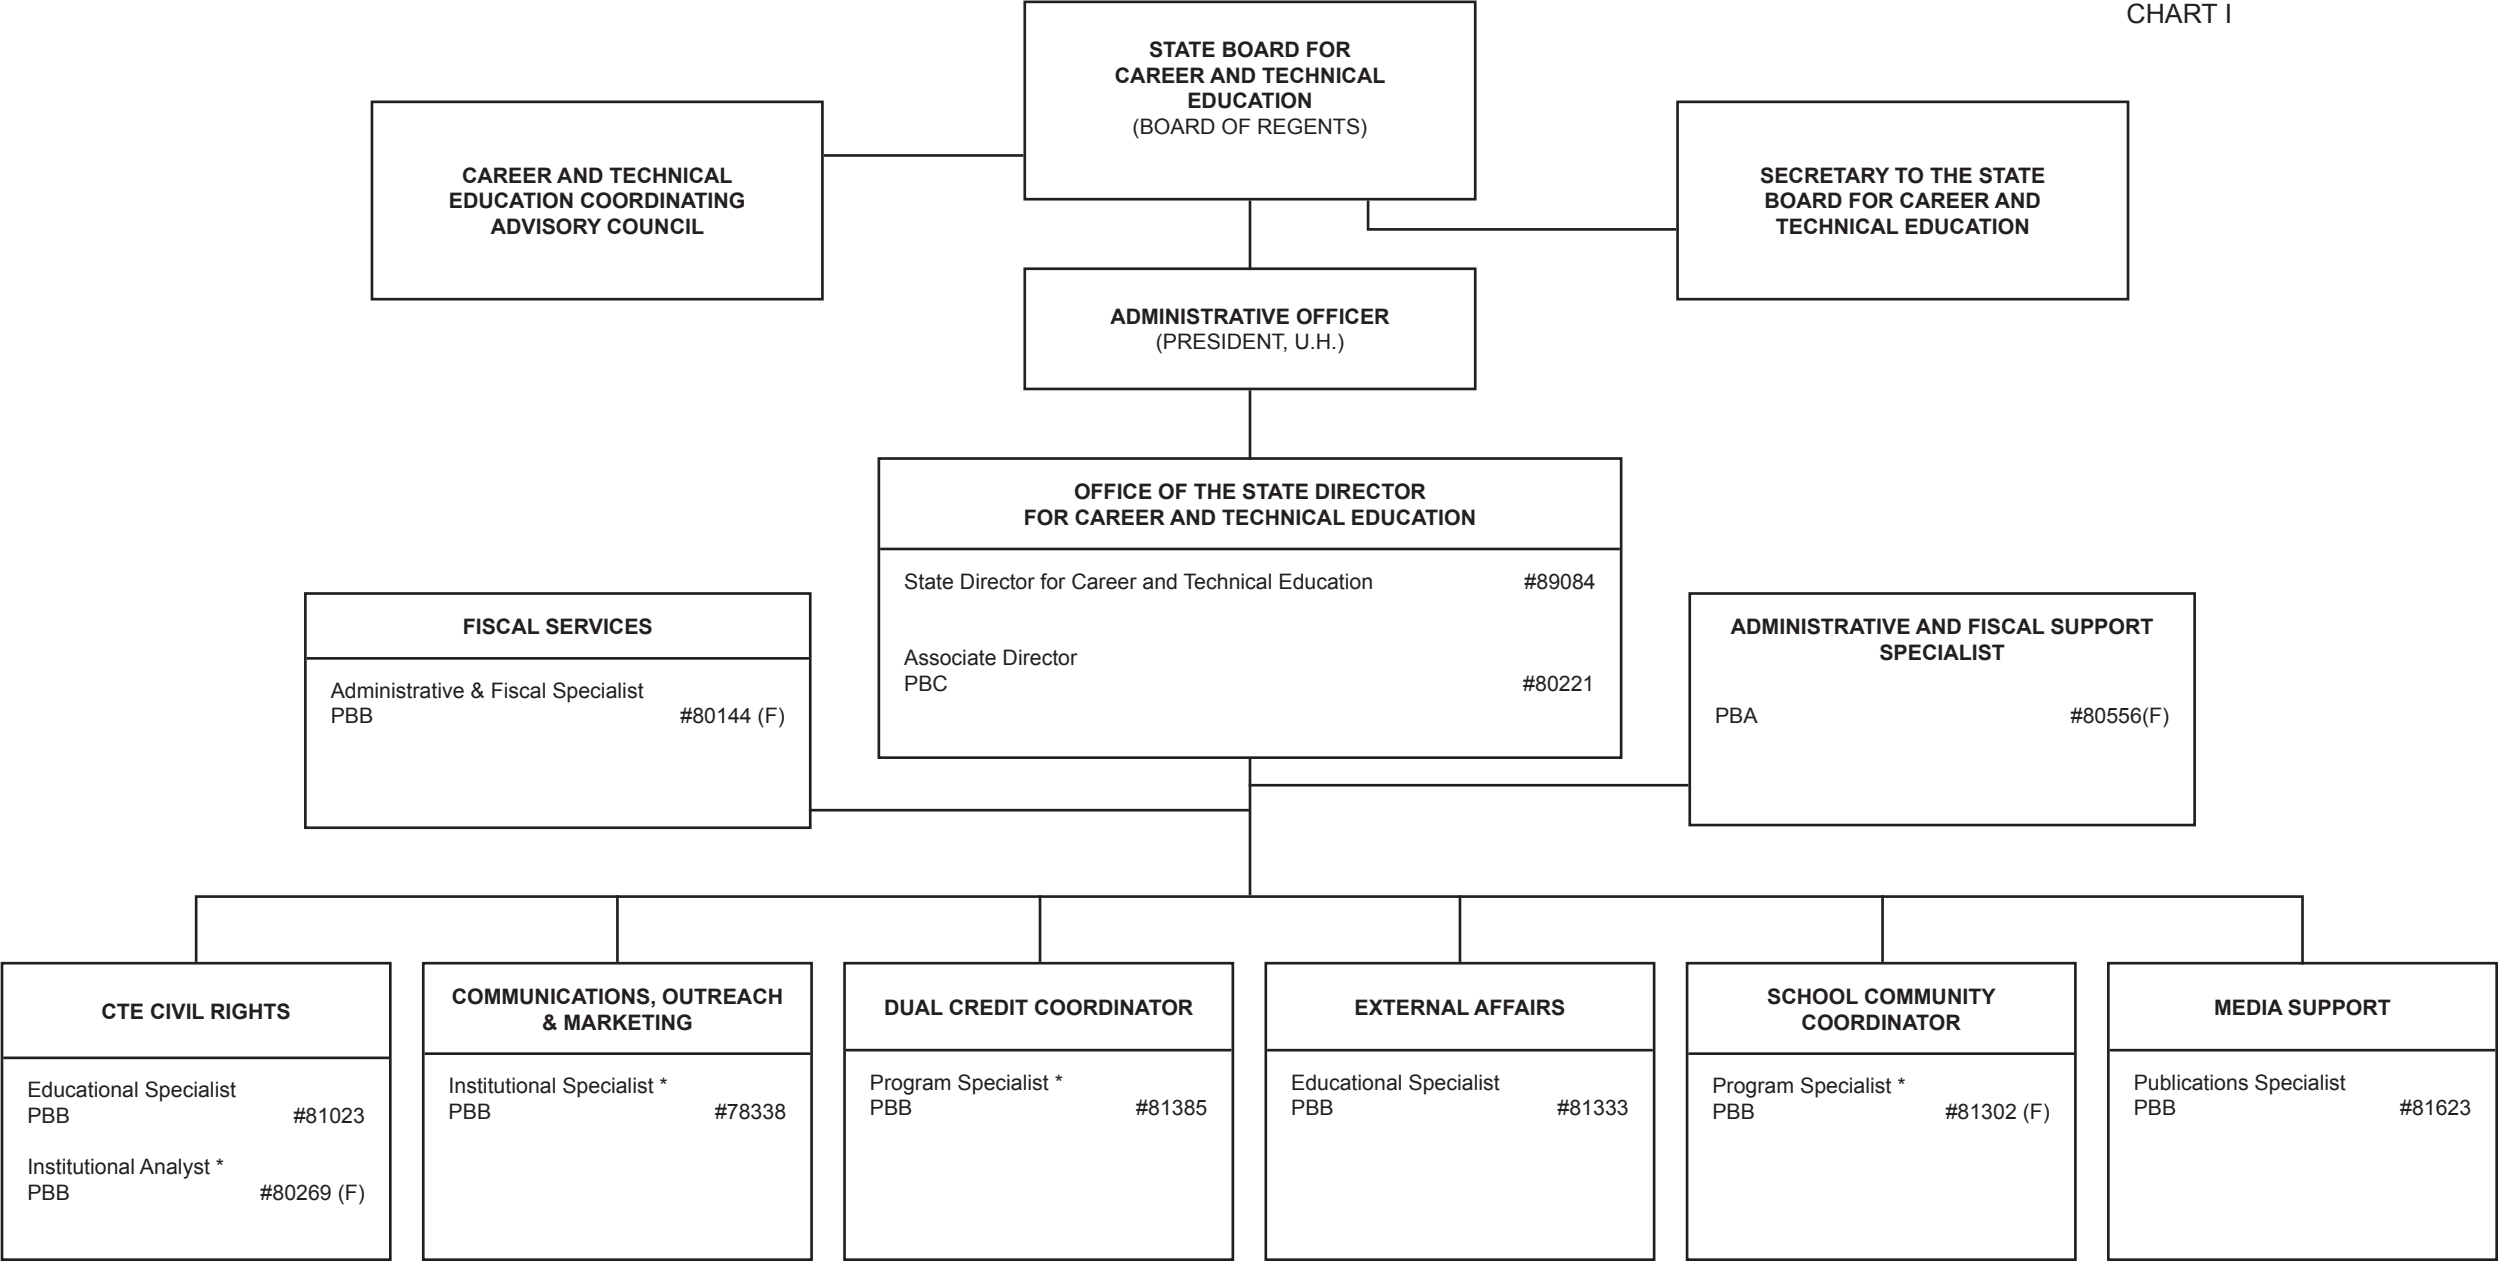 CHART I
STATE BOARD FOR
CAREER AND TECHNICAL
EDUCATION
(BOARD OF REGENTS)
CAREER AND TECHNICAL
EDUCATION COORDINATING
ADVISORY COUNCIL
SECRETARY TO THE STATE
BOARD FOR CAREER AND
TECHNICAL EDUCATION
ADMINISTRATIVE OFFICER
(PRESIDENT, U.H.)
OFFICE OF THE STATE DIRECTOR
FOR CAREER AND TECHNICAL EDUCATION
State Director for Career and Technical Education #89084
Associate Director
PBC #80221
FISCAL SERVICES
Administrative & Fiscal Specialist
PBB #80144 (F)
ADMINISTRATIVE AND FISCAL SUPPORT
SPECIALIST
PBA #80556(F)
CTE CIVIL RIGHTS
Educational Specialist
PBB #81023
Institutional Analyst *
PBB #80269 (F)
COMMUNICATIONS, OUTREACH
& MARKETING
Institutional Specialist *
PBB #78338
DUAL CREDIT COORDINATOR
Program Specialist *
PBB #81385
EXTERNAL AFFAIRS
Educational Specialist
PBB #81333
SCHOOL COMMUNITY
COORDINATOR
Program Specialist *
PBB #81302 (F)
MEDIA SUPPORT
Publications Specialist
PBB #81623